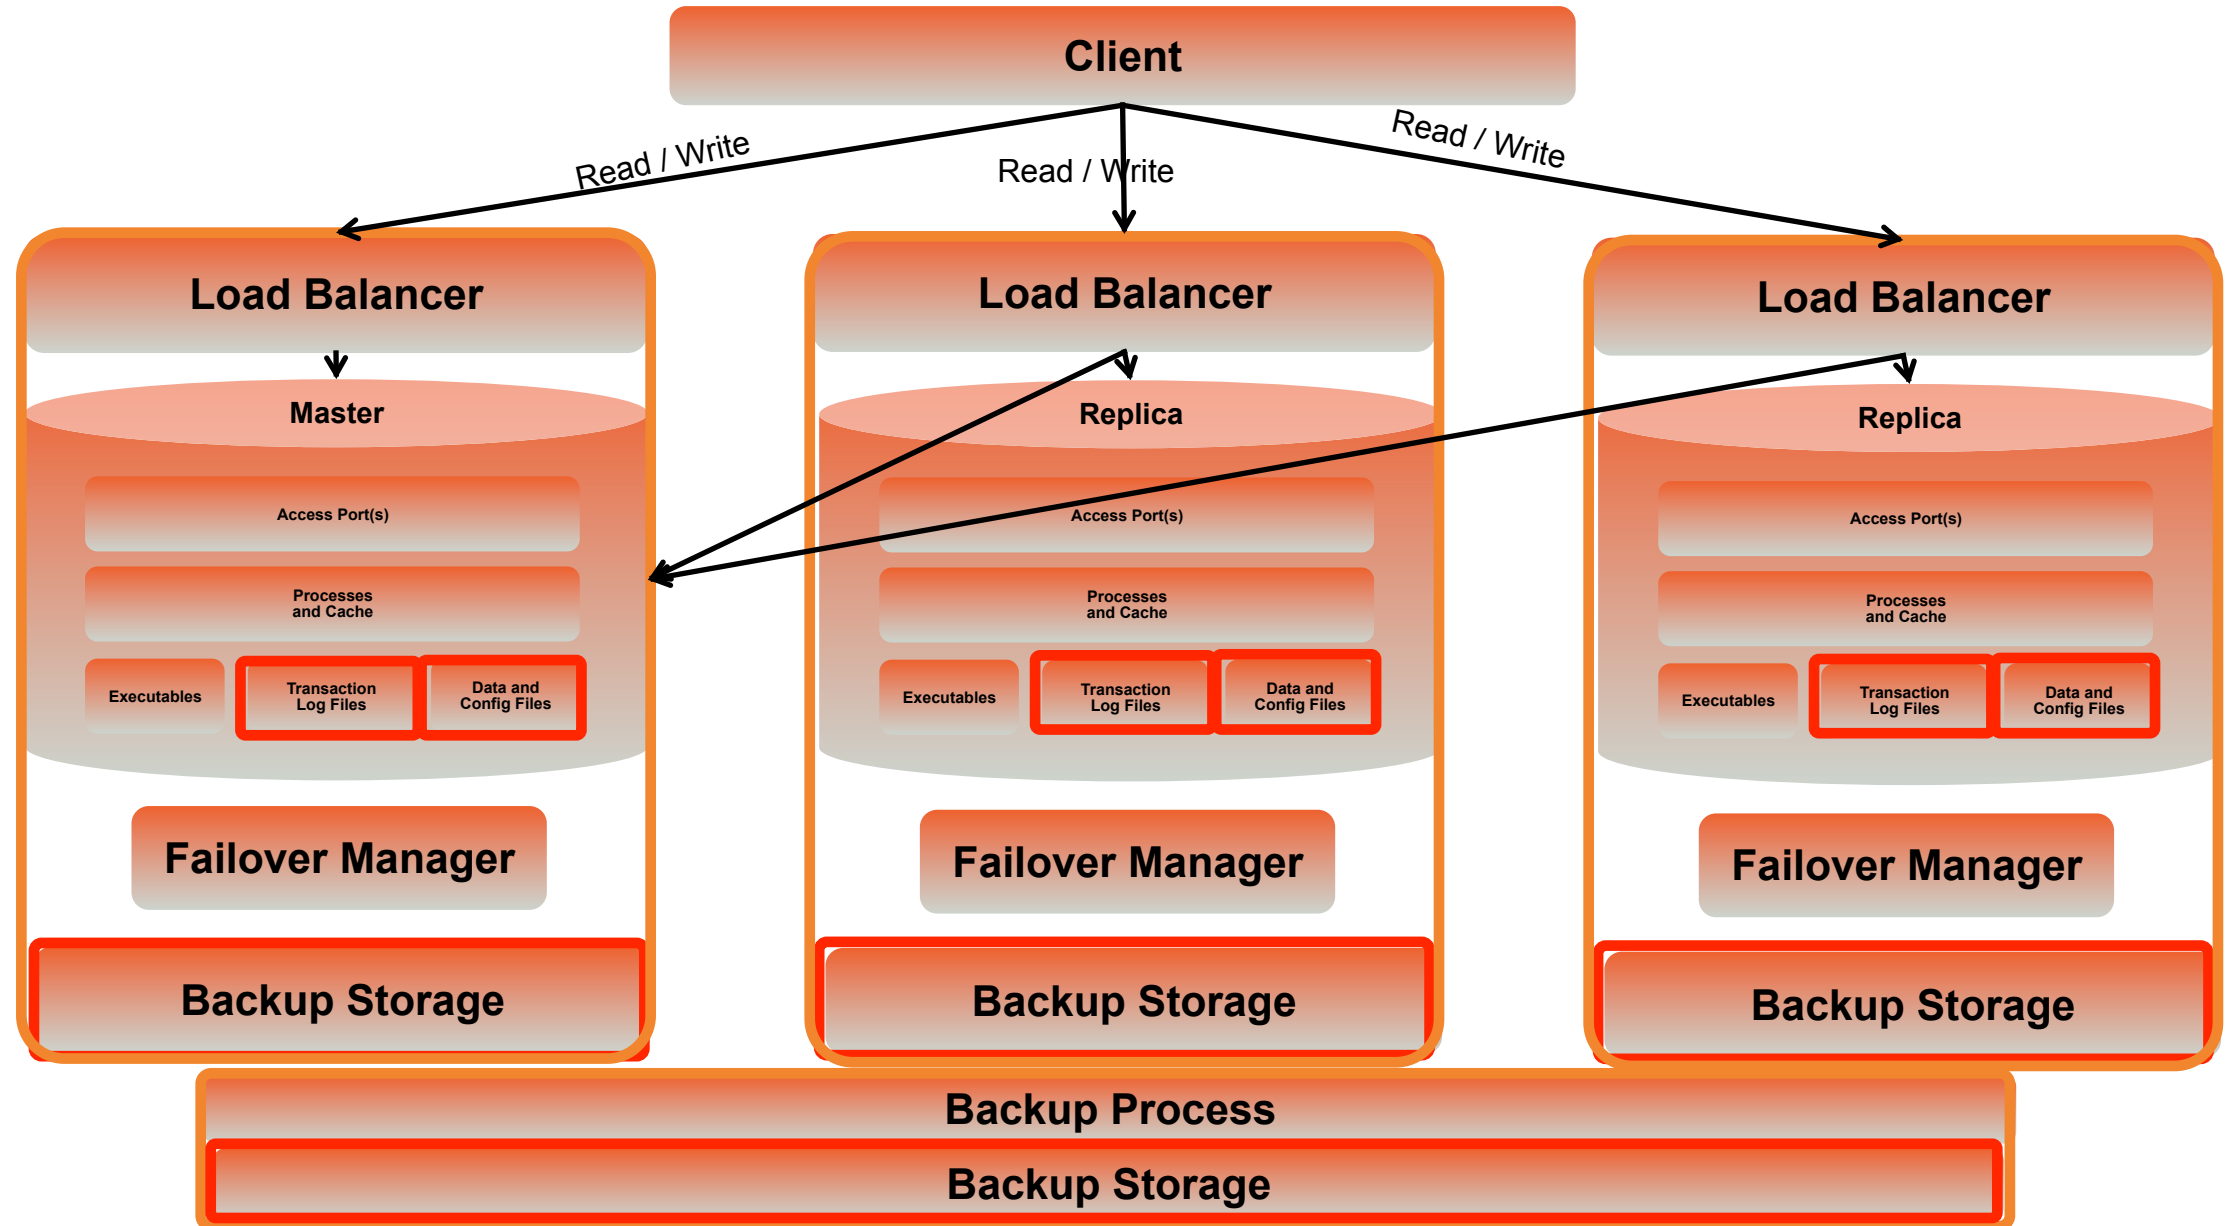 Client
Read / Write
Read / Write
Read / Write
Load Balancer
Load Balancer
Load Balancer
Master
Access Port(s)
Processes
and Cache
Executables
Transaction
Log Files
Data and
Config Files
Failover Manager
Backup Storage
Replica
Access Port(s)
Processes
and Cache
Executables
Transaction
Log Files
Data and
Config Files
Failover Manager
Backup Storage
Replica
Access Port(s)
Processes
and Cache
Executables
Transaction
Log Files
Data and
Config Files
Failover Manager
Backup Storage
Backup Process
Backup Storage